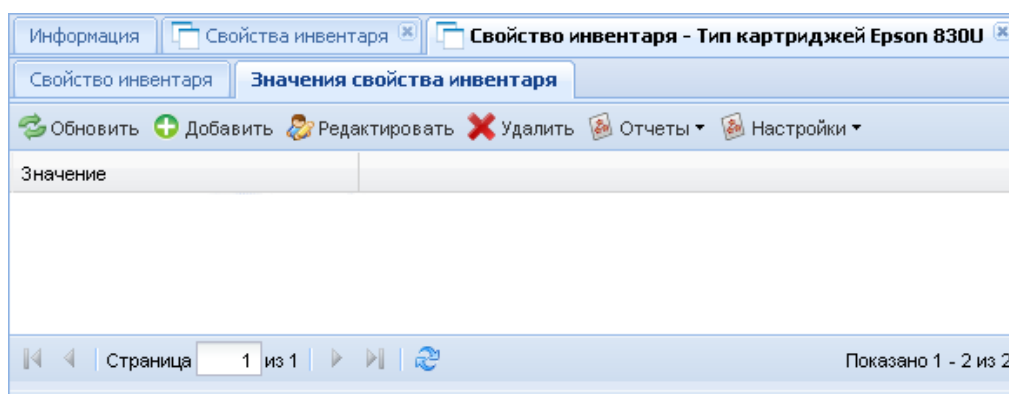 Информация Свойства инвентаря Свойство инвентаря - Тип картриджей Epson 830U
Свойство инвентаря Значения свойства инвентаря
Обновить Добавить Редактировать Удалить Отчеты Настройки
Значение
Страница 1 из 1 Показано 1 - 2 из 2